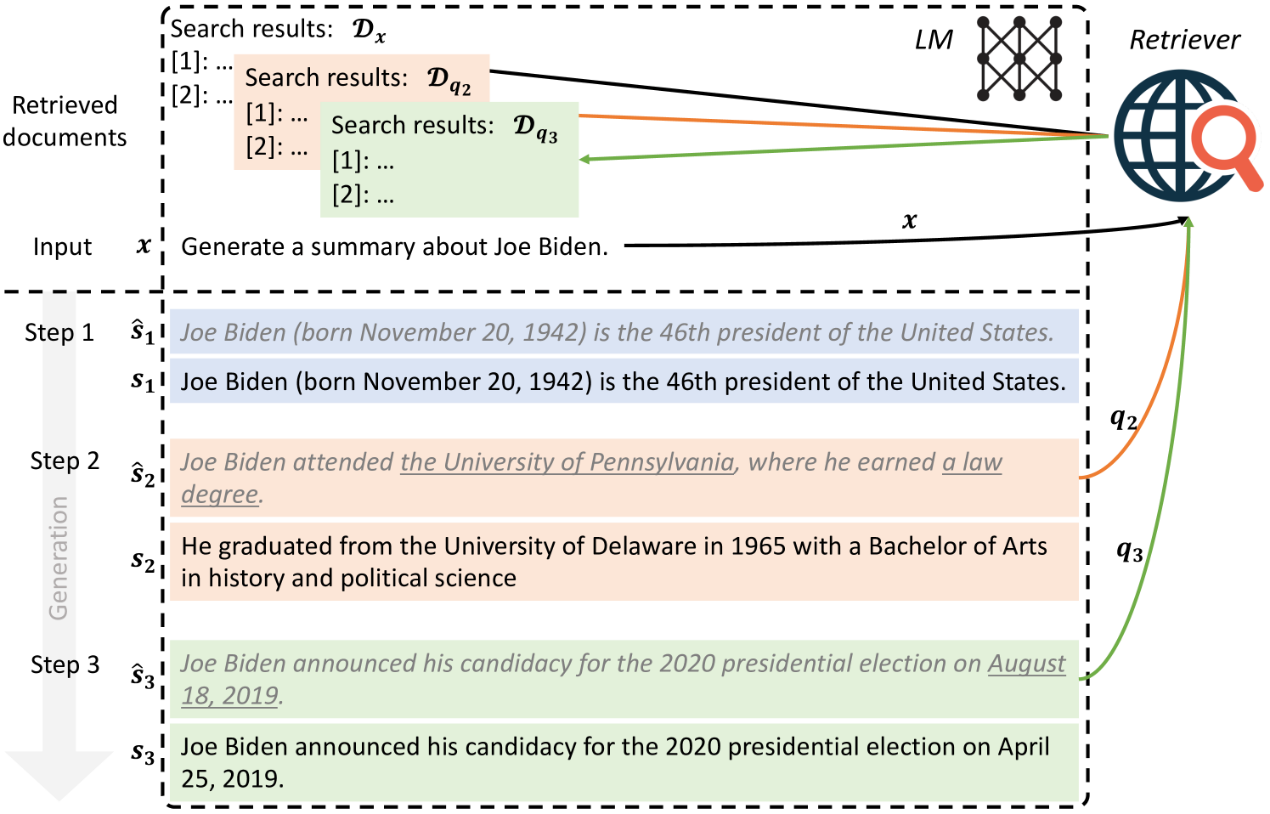 Search results: 𝓓ₓ
[1]: ...
[2]: ...
Search results: 𝓓q₂
[1]: ...
[2]: ...
Search results: 𝓓q₃
[1]: ...
[2]: ...
LM
Retriever
Retrieved
documents
Input
x
Generate a summary about Joe Biden.
x
Step 1
ŝ₁
Joe Biden (born November 20, 1942) is the 46th president of the United States.
s₁
Joe Biden (born November 20, 1942) is the 46th president of the United States.
q₂
Step 2
ŝ₂
Joe Biden attended the University of Pennsylvania, where he earned a law
degree.
Generation
s₂
He graduated from the University of Delaware in 1965 with a Bachelor of Arts
in history and political science
q₃
Step 3
ŝ₃
Joe Biden announced his candidacy for the 2020 presidential election on August
18, 2019.
s₃
Joe Biden announced his candidacy for the 2020 presidential election on April
25, 2019.